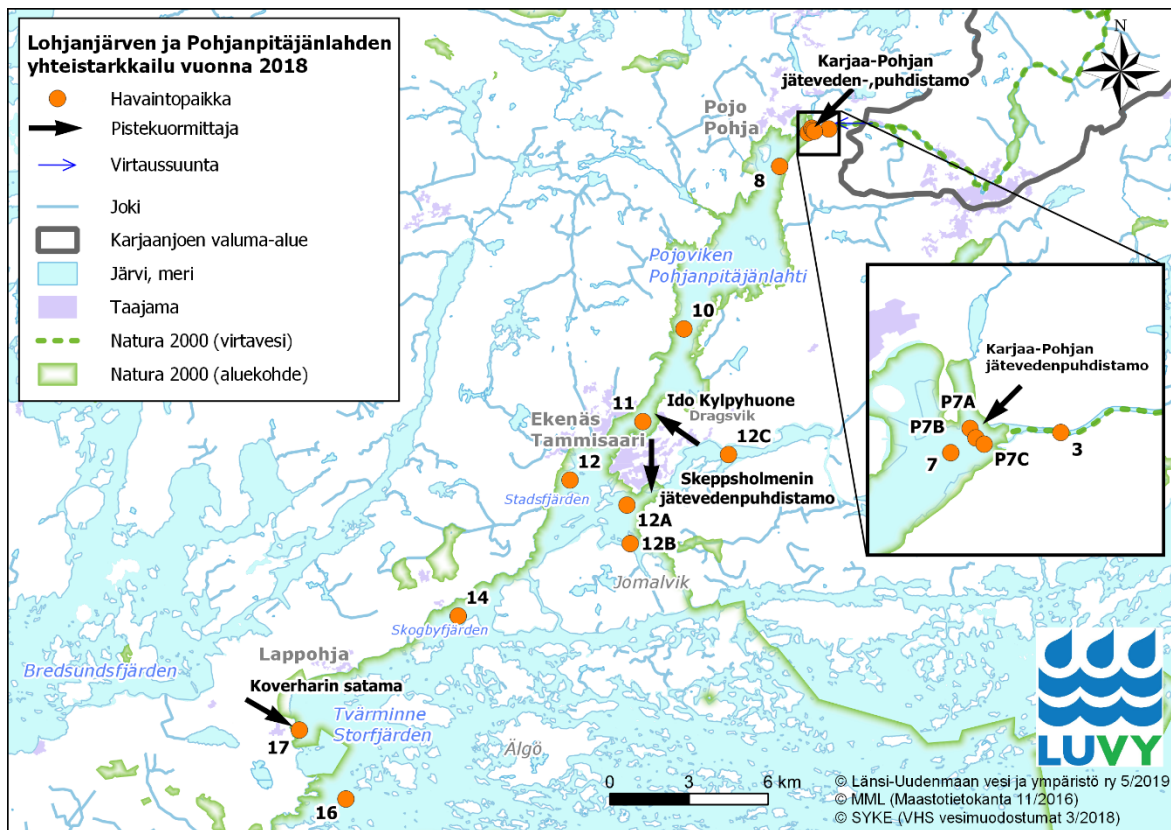 Lohjanjärven ja Pohjanpitäjänlahden
yhteistarkkailu vuonna 2018
Havaintopaikka
Pistekuormittaja
Virtaussuunta
Joki
Karjaanjoen valuma-alue
Järvi, meri
Taajama
Natura 2000 (virtavesi)
Natura 2000 (aluekohde)
N
Karjaa-Pohjan
jäteveden-,puhdistamo
Pojo
Pohja
8
Pojoviken
Pohjanpitäjänlahti
10
Karjaa-Pohjan
jätevedenpuhdistamo
P7A
P7B
P7C
7
3
Ido Kylpyhuone
Dragsvik
11
Ekenäs
Tammisaari
12C
12
Skeppsholmenin
jätevedenpuhdistamo
Stadsfjärden
12A
12B
Jomalvik
14
Skogbyfjärden
Lappohja
Bredsundsfjärden
Koverharin satama
Tvärminne
Storfjärden
17
Älgö
16
0
3
6 km
LUVY
© Länsi-Uudenmaan vesi ja ympäristö ry 5/2019
© MML (Maastotietokanta 11/2016)
© SYKE (VHS vesimuodostumat 3/2018)